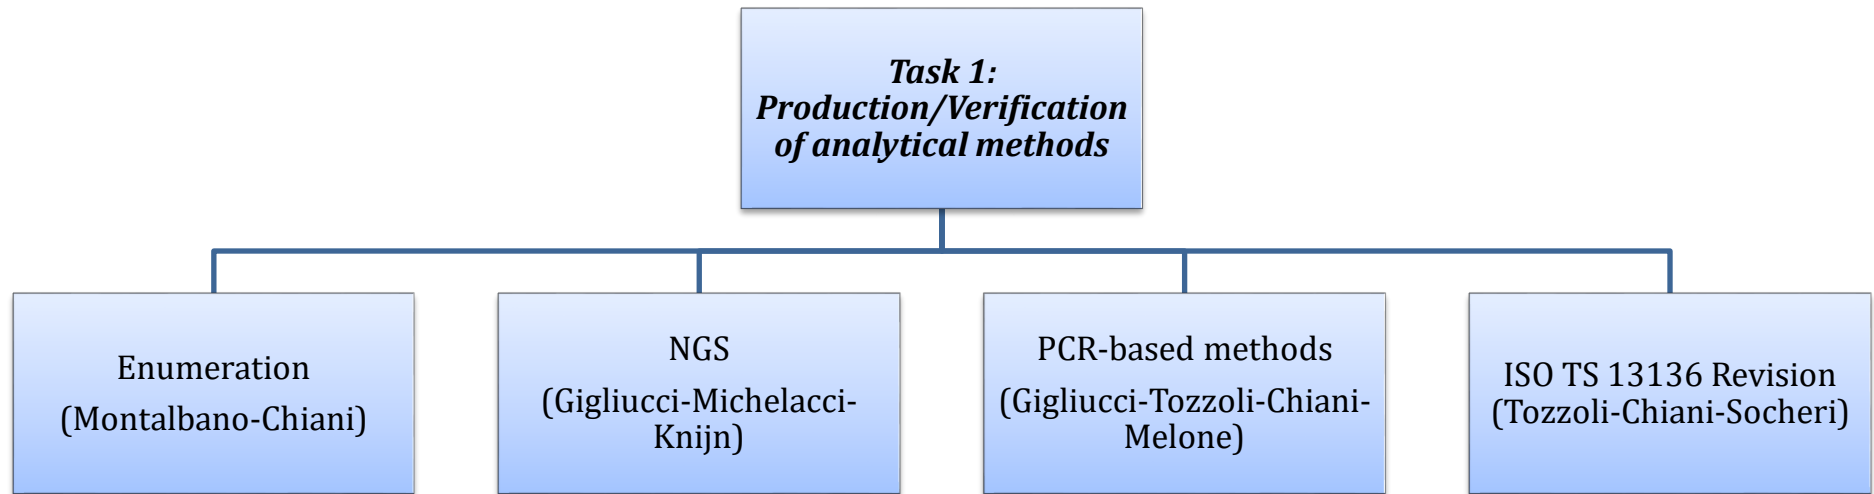 Task 1:
Production/Verification
of analytical methods
Enumeration
(Montalbano-Chiani)
NGS
(Gigliucci-Michelacci-
Knijn)
PCR-based methods
(Gigliucci-Tozzoli-Chiani-
Melone)
ISO TS 13136 Revision
(Tozzoli-Chiani-Socheri)